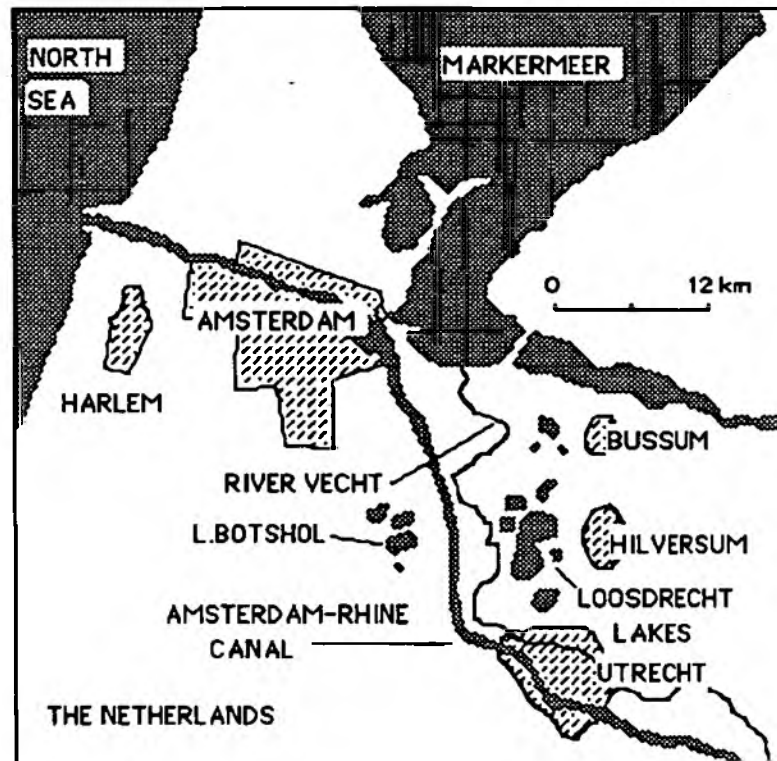 NORTH
SEA
MARKERMEER
0 12 km
AMSTERDAM
HARLEM
BUSSUM
RIVER VECHT
L.BOTSHOL
HILVERSUM
LOOSDRECHT
LAKES
AMSTERDAM-RHINE
CANAL
UTRECHT
THE NETHERLANDS